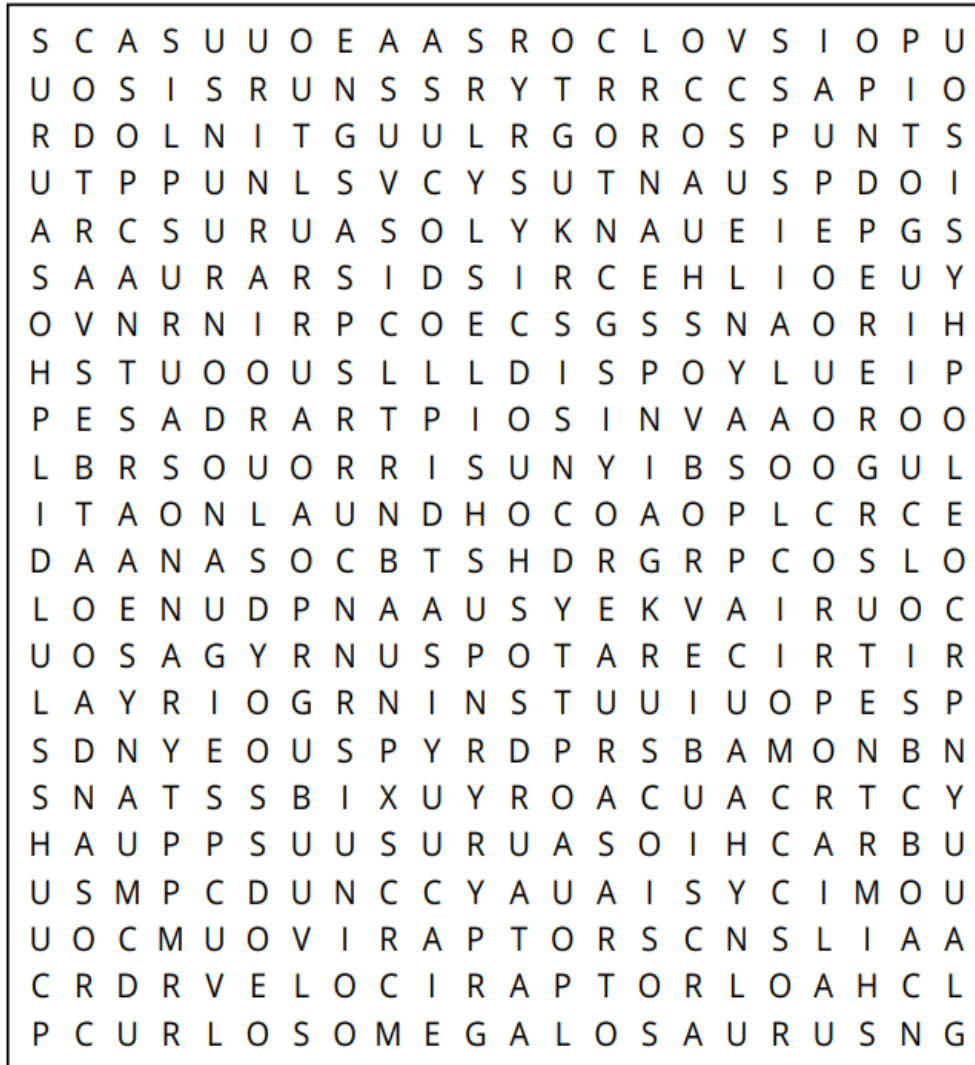 S C A S U U O E A A S R O C L O V S I O P U
U O S I S R U N S S R Y T R R C C S A P I O
R D O L N I T G U U L R G O R O S P U N T S
U T P P U N L S V C Y S U T N A U S P D O I
A R C S U R U A S O L Y K N A U E I E P G S
S A A U R A R S I D S I R C E H L I O E U Y
O V N R N I R P C O E C S G S S N A O R I H
H S T U O O U S L L L D I S P O Y L U E I P
P E S A D R A R T P I O S I N V A A O R O O
L B R S O U O R R I S U N Y I B S O O G U L
I T A O N L A U N D H O C O A O P L C R C E
D A A N A S O C B T S H D R G R P C O S L O
L O E N U D P N A A U S Y E K V A I R U O C
U O S A G Y R N U S P O T A R E C I R T I R
L A Y R I O G R N I N S T U U I U O P E S P
S D N Y E O U S P Y R D P R S B A M O N B N
S N A T S S B I X U Y R O A C U A C R T C Y
H A U P P S U U S U R U A S O I H C A R B U
U S M P C D U N C C Y A U A I S Y C I M O U
U O C M U O V I R A P T O R S C N S L I A A
C R D R V E L O C I R A P T O R L O A H C L
P C U R L O S O M E G A L O S A U R U S N G